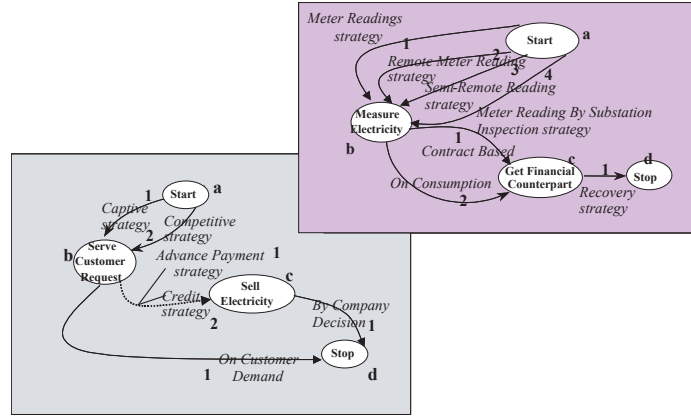 Meter Readings
strategy
1
Start
a
2
Remote Meter Reading
strategy
3
4
Semi-Remote Reading
strategy
Measure
Electricity
b
Meter Reading By Substation
Inspection strategy
1
Contract Based
c
Get Financial
Counterpart
1
d
Stop
On Consumption
2
Recovery
strategy
1
Start
a
Captive
strategy
2
Competitive
strategy
b
Serve
Customer
Request
Advance Payment
strategy
1
c
Sell
Electricity
Credit
strategy
2
By Company
Decision
1
Stop
d
On Customer
Demand
1